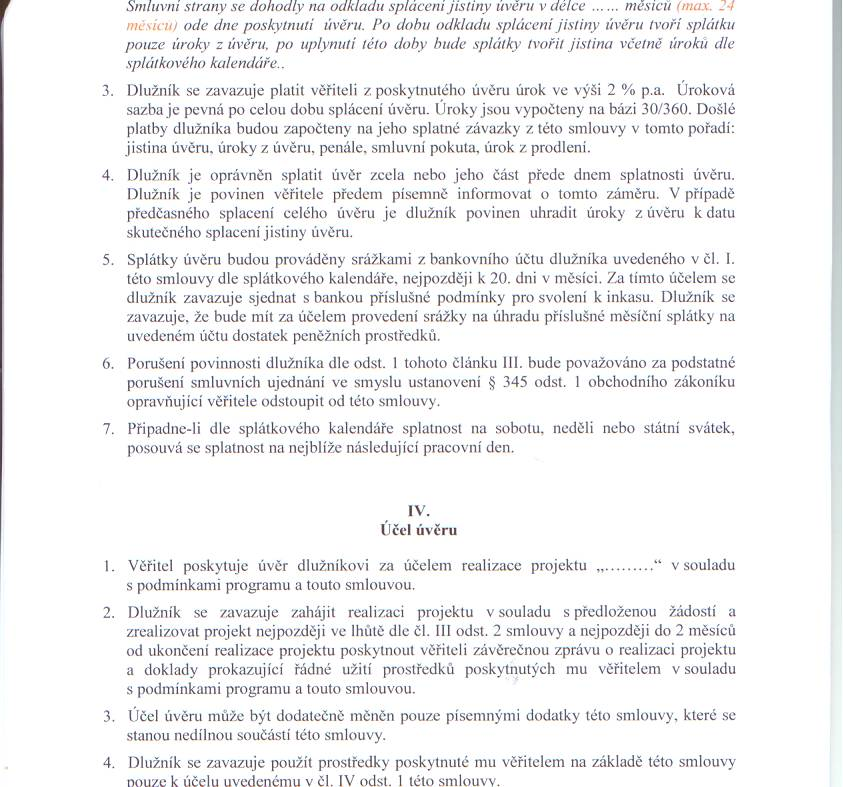 Smluvní strany se dohodly na odkladu splácení jistiny úvěru v délce …... měsíců (max. 24
měsíců) ode dne poskytnutí úvěru. Po dobu odkladu splácení jistiny úvěru tvoří splátku
pouze úroky z úvěru, po uplynutí této doby bude splátky tvořit jistina včetně úroků dle
splátkového kalendáře..
3. Dlužník se zavazuje platit věřiteli z poskytnutého úvěru úrok ve výši 2 % p.a. Úroková
sazba je pevná po celou dobu splácení úvěru. Úroky jsou vypočteny na bázi 30/360. Došlé
platby dlužníka budou započteny na jeho splatné závazky z této smlouvy v tomto pořadí:
jistina úvěru, úroky z úvěru, penále, smluvní pokuta, úrok z prodlení.
4. Dlužník je oprávněn splatit úvěr zcela nebo jeho část přede dnem splatnosti úvěru.
Dlužník je povinen věřitele předem písemně informovat o tomto záměru. V případě
předčasného splacení celého úvěru je dlužník povinen uhradit úroky z úvěru k datu
skutečného splacení jistiny úvěru.
5. Splátky úvěru budou prováděny srážkami z bankovního účtu dlužníka uvedeného v čl. I.
této smlouvy dle splátkového kalendáře, nejpozději k 20. dni v měsíci. Za tímto účelem se
dlužník zavazuje sjednat s bankou příslušné podmínky pro svolení k inkasu. Dlužník se
zavazuje, že bude mít za účelem provedení srážky na úhradu příslušné měsíční splátky na
uvedeném účtu dostatek peněžních prostředků.
6. Porušení povinnosti dlužníka dle odst. 1 tohoto článku III. bude považováno za podstatné
porušení smluvních ujednání ve smyslu ustanovení § 345 odst. 1 obchodního zákoníku
opravňující věřitele odstoupit od této smlouvy.
7. Připadne-li dle splátkového kalendáře splatnost na sobotu, neděli nebo státní svátek,
posouvá se splatnost na nejblíže následující pracovní den.
IV.
Účel úvěru
1. Věřitel poskytuje úvěr dlužníkovi za účelem realizace projektu „.........“ v souladu
s podmínkami programu a touto smlouvou.
2. Dlužník se zavazuje zahájit realizaci projektu v souladu s předloženou žádostí a
zrealizovat projekt nejpozději ve lhůtě dle čl. III odst. 2 smlouvy a nejpozději do 2 měsíců
od ukončení realizace projektu poskytnout věřiteli závěrečnou zprávu o realizaci projektu
a doklady prokazující řádné užití prostředků poskytnutých mu věřitelem v souladu
s podmínkami programu a touto smlouvou.
3. Účel úvěru může být dodatečně měněn pouze písemnými dodatky této smlouvy, které se
stanou nedílnou součástí této smlouvy.
4. Dlužník se zavazuje použít prostředky poskytnuté mu věřitelem na základě této smlouvy
pouze k účelu uvedenému v čl. IV odst. 1 této smlouvy.